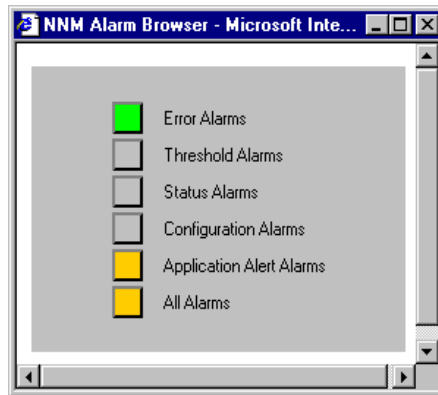 NNM Alarm Browser - Microsoft Inte...
Error Alarms
Threshold Alarms
Status Alarms
Configuration Alarms
Application Alert Alarms
All Alarms